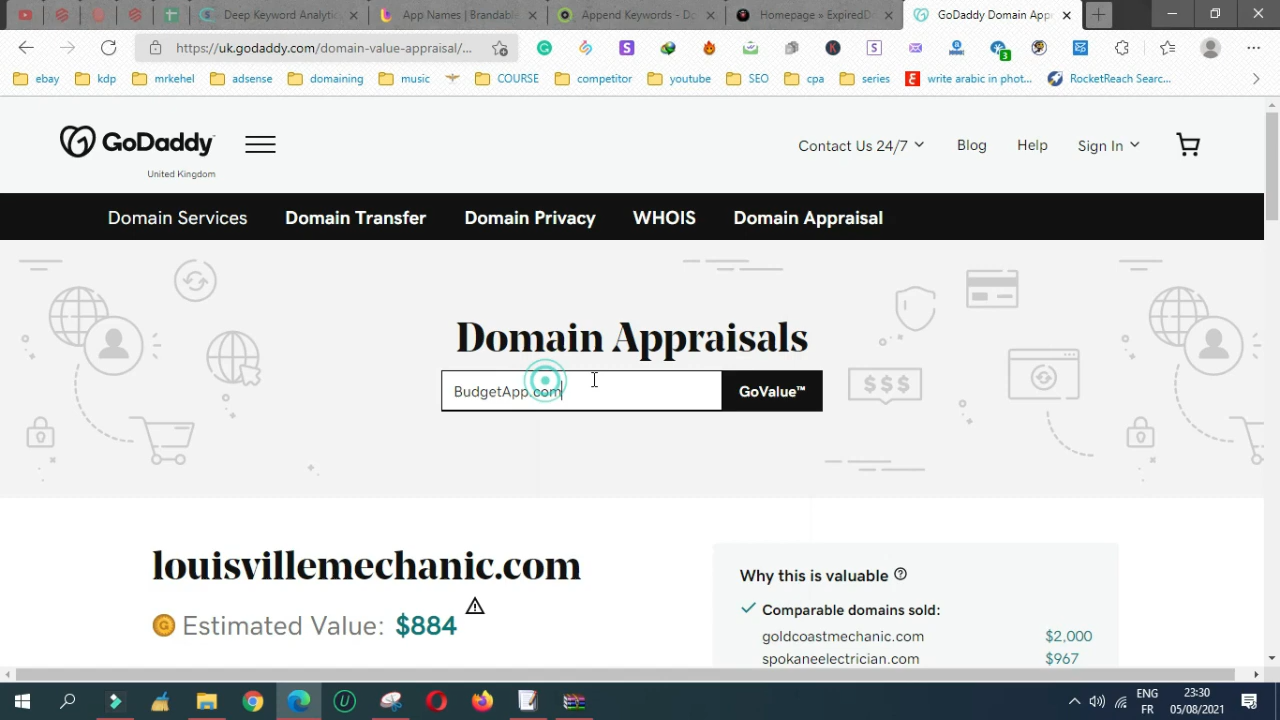 Deep Keyword Analytic
App Names | Brandable
Append Keywords - Do
Homepage » ExpiredDo
GoDaddy Domain Appr
https://uk.godaddy.com/domain-value-appraisal/...
3
ebay
kdp
mrkehel
adsense
domaining
music
COURSE
competitor
youtube
SEO
cpa
series
write arabic in phot...
RocketReach Searc...
GoDaddy
United Kingdom
Contact Us 24/7
Blog
Help
Sign In
Domain Services
Domain Transfer
Domain Privacy
WHOIS
Domain Appraisal
Domain Appraisals
BudgetApp.com
GoValue™
$$$
louisvillemechanic.com
Estimated Value: $884
Why this is valuable
Comparable domains sold:
goldcoastmechanic.com $2,000
spokaneelectrician.com $967
ENG
FR
23:30
05/08/2021